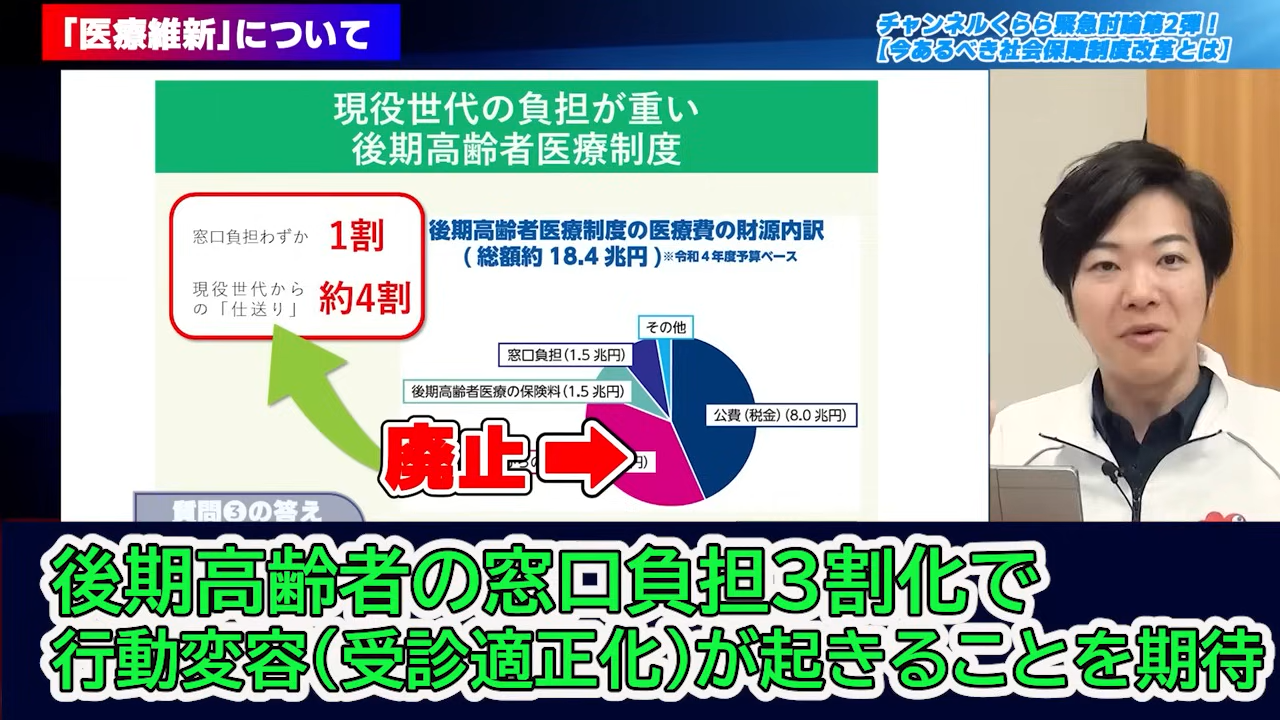 「医療維新」について
チャンネルくらら緊急討論第2弾!
【今あるべき社会保障制度改革とは】
現役世代の負担が重い
後期高齢者医療制度
窓口負担わずか 1割
現役世代から
の「仕送り」 約4割
後期高齢者医療制度の医療費の財源内訳
(総額約18.4兆円)※令和4年度予算ベース
その他
窓口負担(1.5兆円)
後期高齢者医療の保険料(1.5兆円)
公費(税金)(8.0兆円)
廃止
質問❸の答え
後期高齢者の窓口負担3割化で
行動変容(受診適正化)が起きることを期待